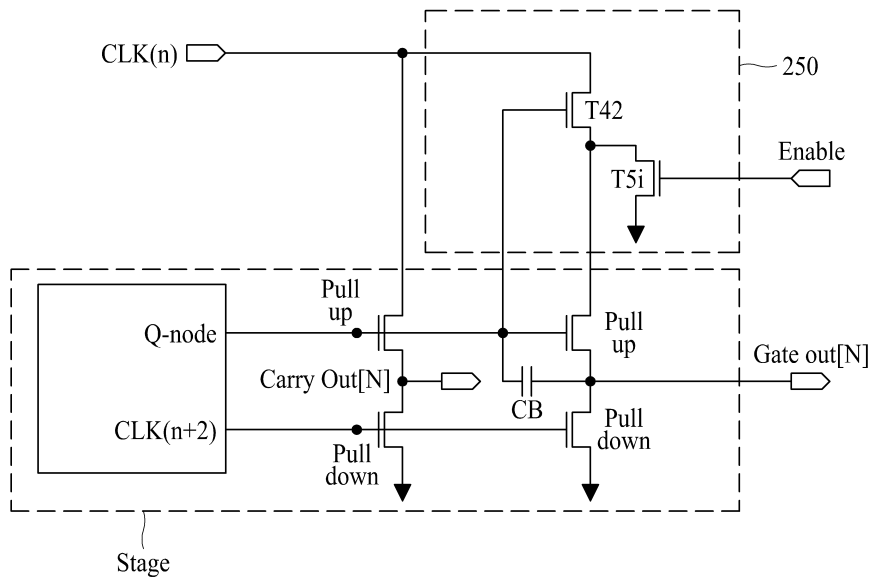 CLK(n)
250
T42
Enable
T5i
Pull
up
Q-node
Pull
up
Gate out[N]
Carry Out[N]
CB
CLK(n+2)
Pull
down
Pull
down
Stage